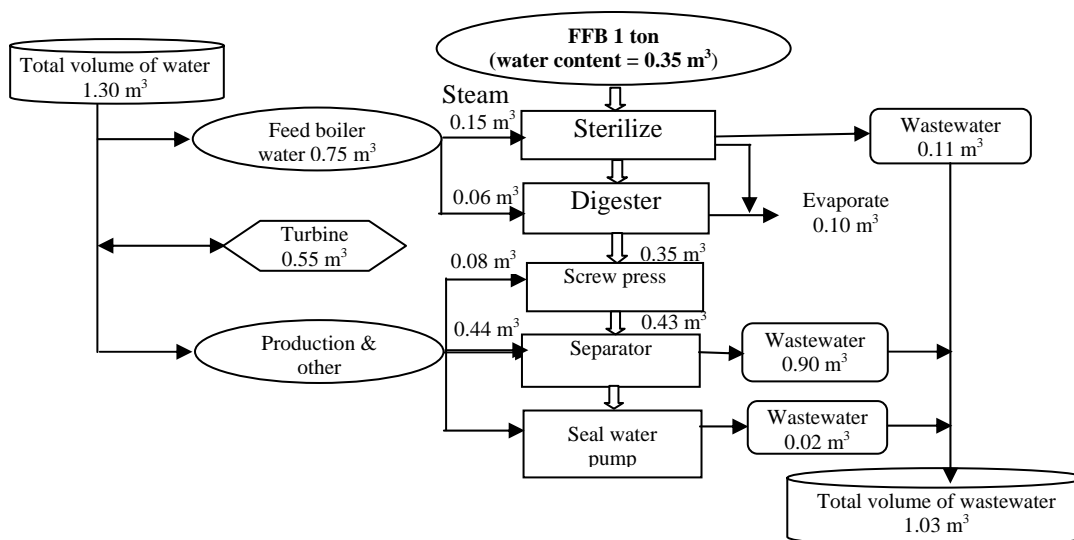 FFB 1 ton
(water content = 0.35 m³)
Total volume of water
1.30 m³
Steam
0.15 m³
Feed boiler
water 0.75 m³
Sterilize
Wastewater
0.11 m³
0.06 m³
Digester
Evaporate
0.10 m³
Turbine
0.55 m³
0.08 m³
0.35 m³
Screw press
0.44 m³
0.43 m³
Production &
other
Separator
Wastewater
0.90 m³
Seal water
pump
Wastewater
0.02 m³
Total volume of wastewater
1.03 m³